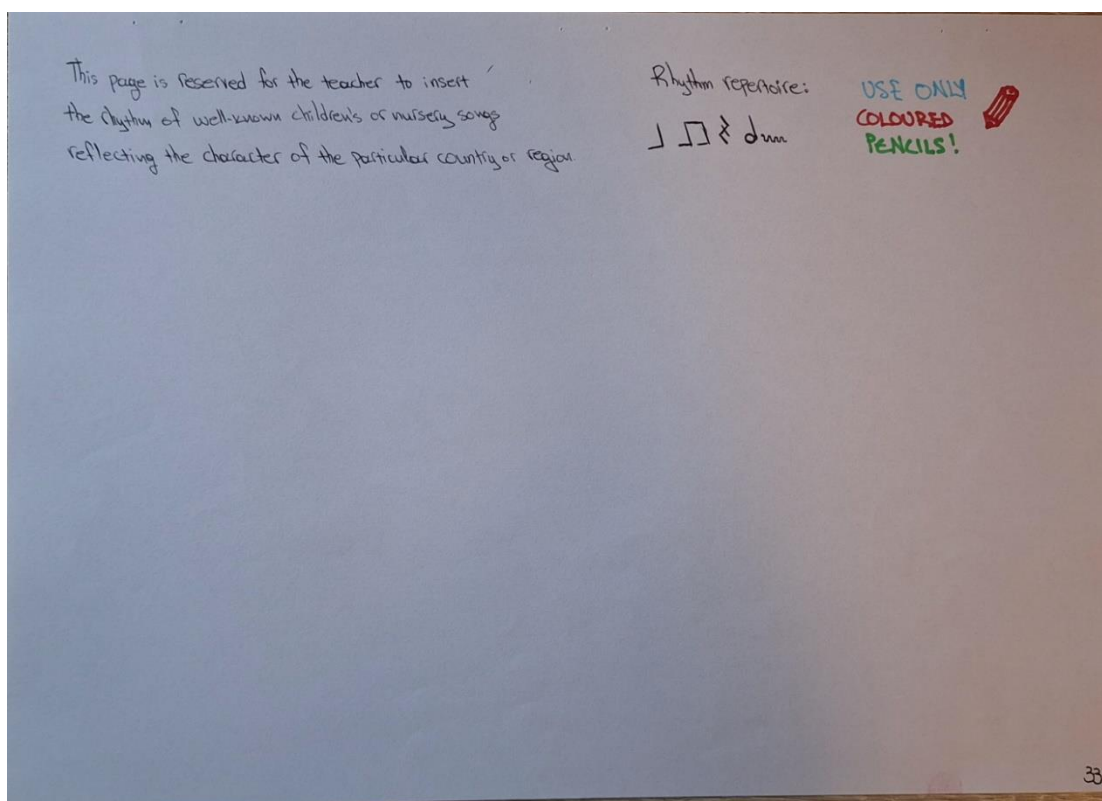 This page is reserved for the teacher to insert
the rhythm of well-known children's or nursery songs
reflecting the character of the particular country or region.
Rhythm repertoire:
USE ONLY
COLOURED
PENCILS!
33